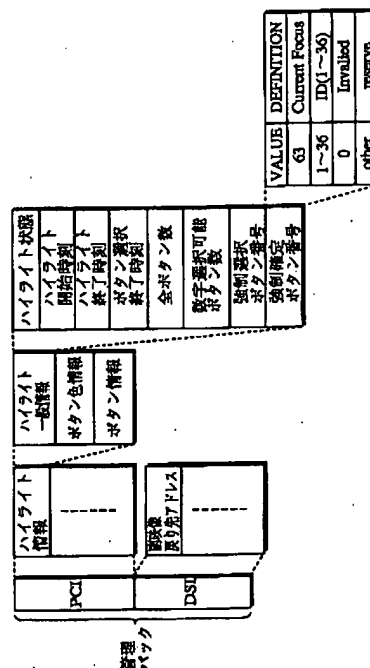 管理
パック
PCI
DSI
ハイライト
情報
戻り先アドレス
ハイライト
一般情報
ボタン色情報
ボタン情報
ハイライト状態
ハイライト
開始時刻
ハイライト
終了時刻
ボタン選択
終了時刻
全ボタン数
数字選択可能
ボタン数
強制選択
ボタン番号
強制確定
ボタン番号
VALUE DEFINITION
63 Current Focus
1〜36 ID(1〜36)
0 Invalied
other reserve